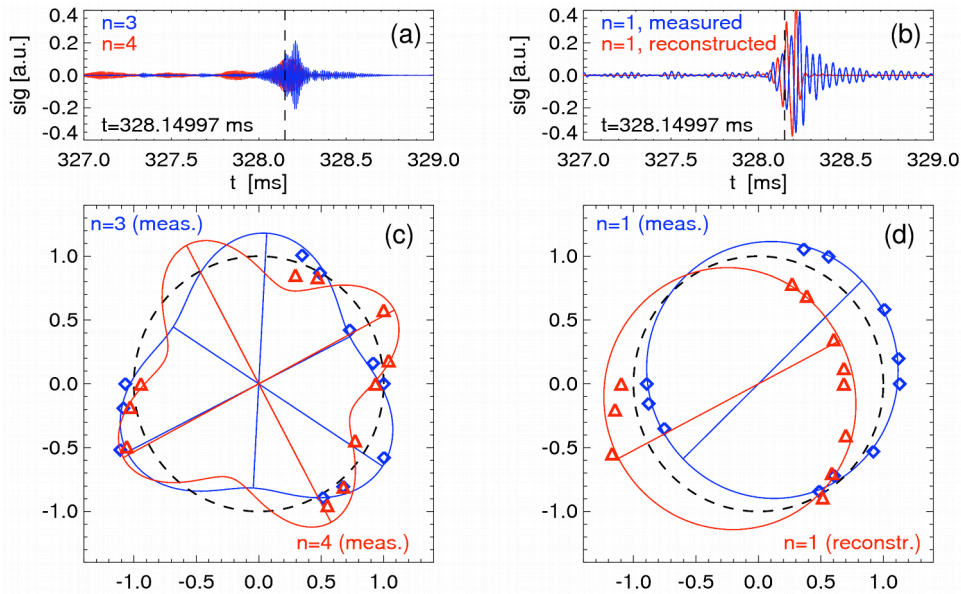 n=3
n=4
(a)
sig [a.u.]
0.4
0.2
0.0
-0.2
-0.4
t=328.14997 ms
327.0
327.5
328.0
328.5
329.0
t [ms]
n=1, measured
n=1, reconstructed
(b)
sig [a.u.]
0.4
0.2
0.0
-0.2
-0.4
t=328.14997 ms
327.0
327.5
328.0
328.5
329.0
t [ms]
n=3 (meas.)
(c)
1.0
0.5
0.0
-0.5
-1.0
n=4 (meas.)
-1.0
-0.5
0.0
0.5
1.0
n=1 (meas.)
(d)
1.0
0.5
0.0
-0.5
-1.0
n=1 (reconstr.)
-1.0
-0.5
0.0
0.5
1.0